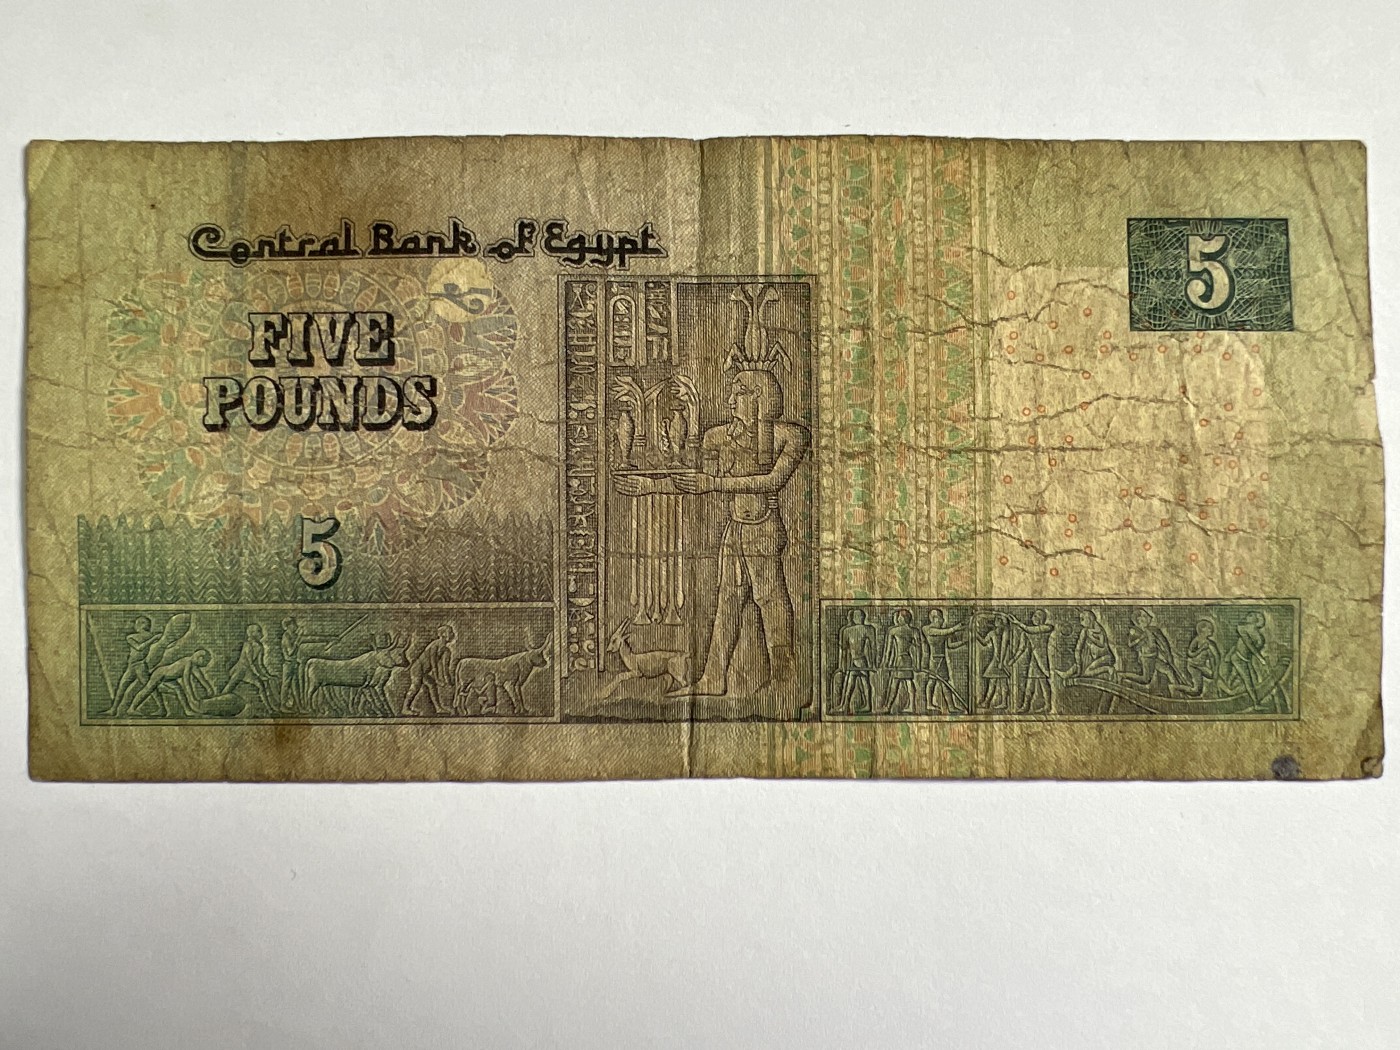 Central Bank of Egypt
5
FIVE
POUNDS
5